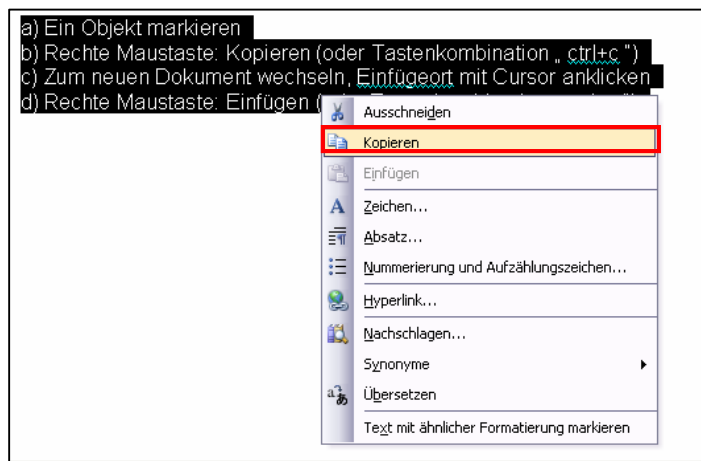 a) Ein Objekt markieren
b) Rechte Maustaste: Kopieren (oder Tastenkombination „ ctrl+c “)
c) Zum neuen Dokument wechseln, Einfügeort mit Cursor anklicken
d) Rechte Maustaste: Einfügen (
Ausschneiden
Kopieren
Einfügen
Zeichen...
Absatz...
Nummerierung und Aufzählungszeichen...
Hyperlink...
Nachschlagen...
Synonyme
Übersetzen
Text mit ähnlicher Formatierung markieren